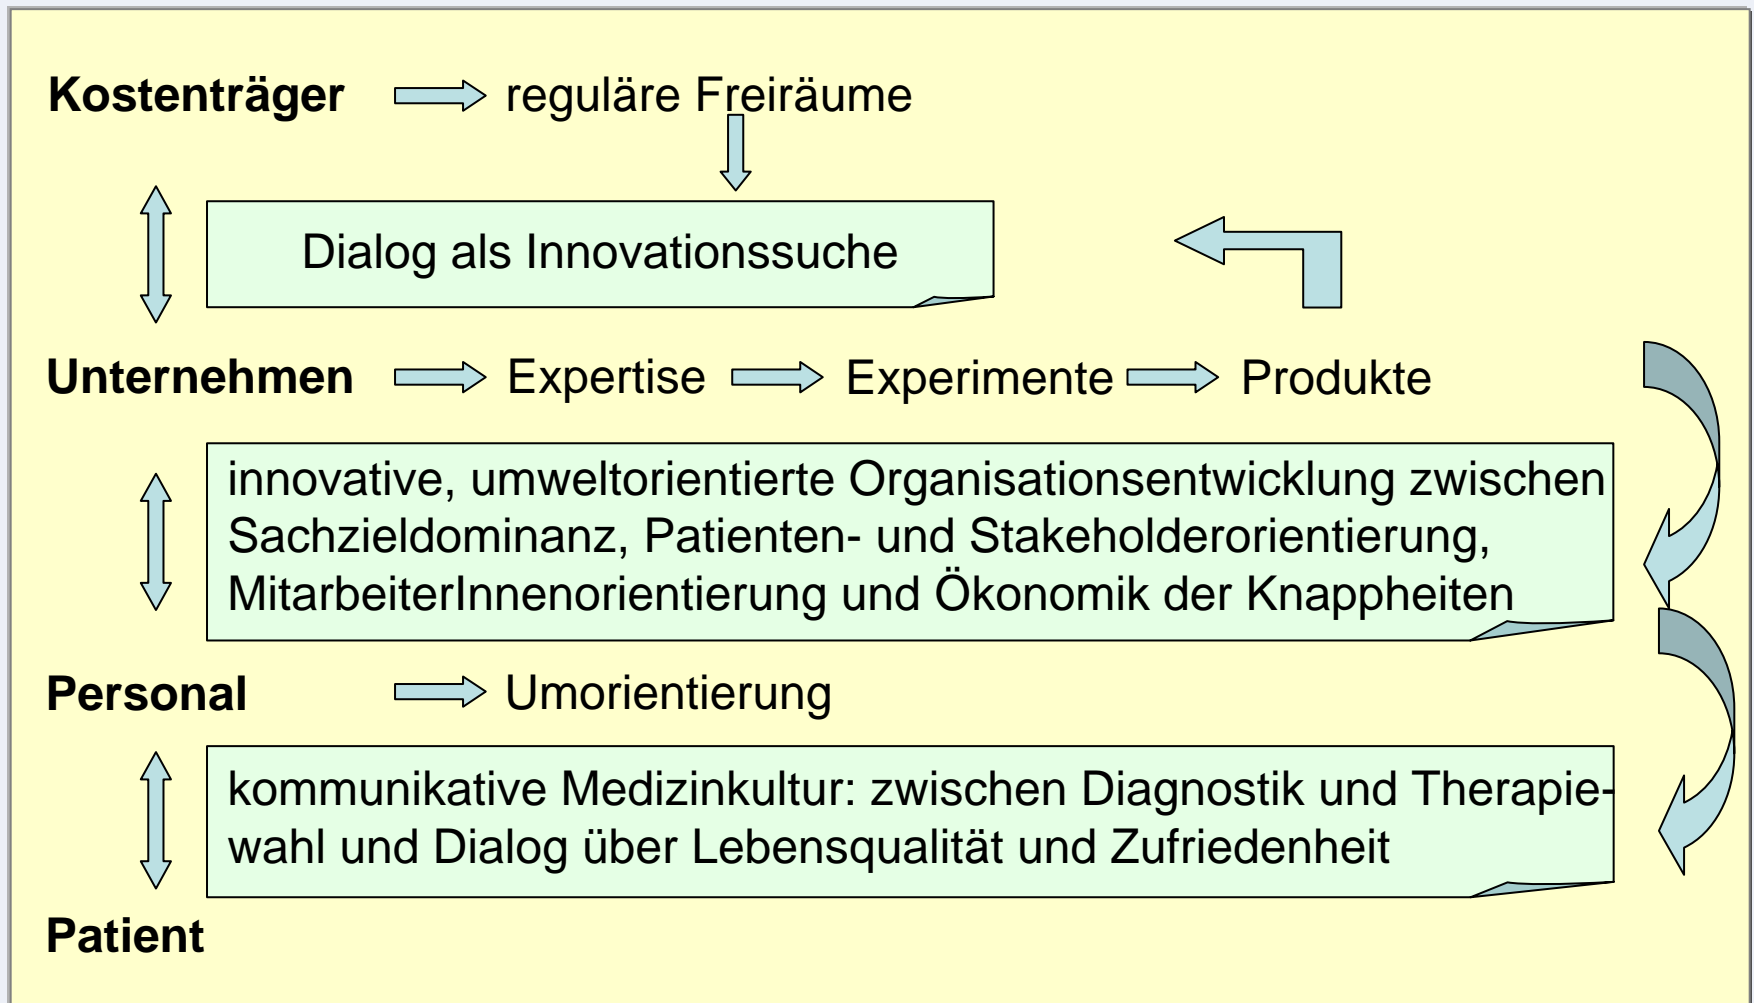 Kostenträger reguläre Freiräume
Dialog als Innovationssuche
Unternehmen Expertise Experimente Produkte
innovative, umweltorientierte Organisationsentwicklung zwischen
Sachzieldominanz, Patienten- und Stakeholderorientierung,
MitarbeiterInnenorientierung und Ökonomik der Knappheiten
Personal Umorientierung
kommunikative Medizinkultur: zwischen Diagnostik und Therapie-
wahl und Dialog über Lebensqualität und Zufriedenheit
Patient